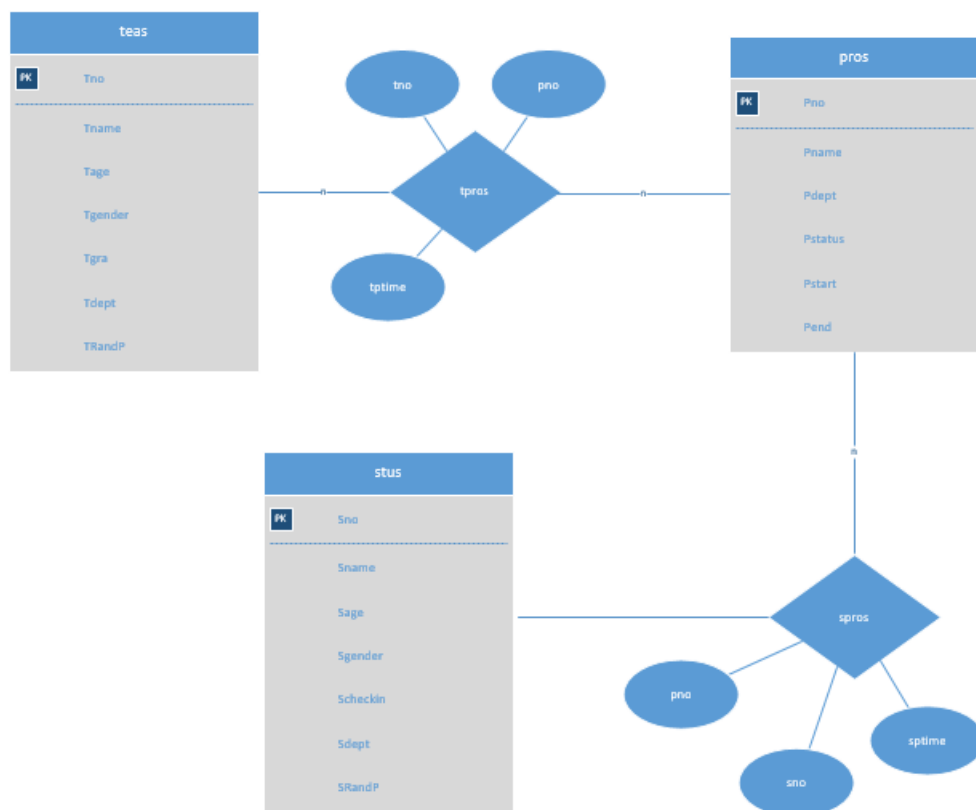 teas
PK Tno
Tname
Tage
Tgender
Tgra
Tdept
TRandP
n
tno
pno
tpros
tptime
n
pros
PK Pno
Pname
Pdept
Pstatus
Pstart
Pend
n
stus
PK Sno
Sname
Sage
Sgender
Scheckin
Sdept
SRandP
spros
pno
sno
sptime